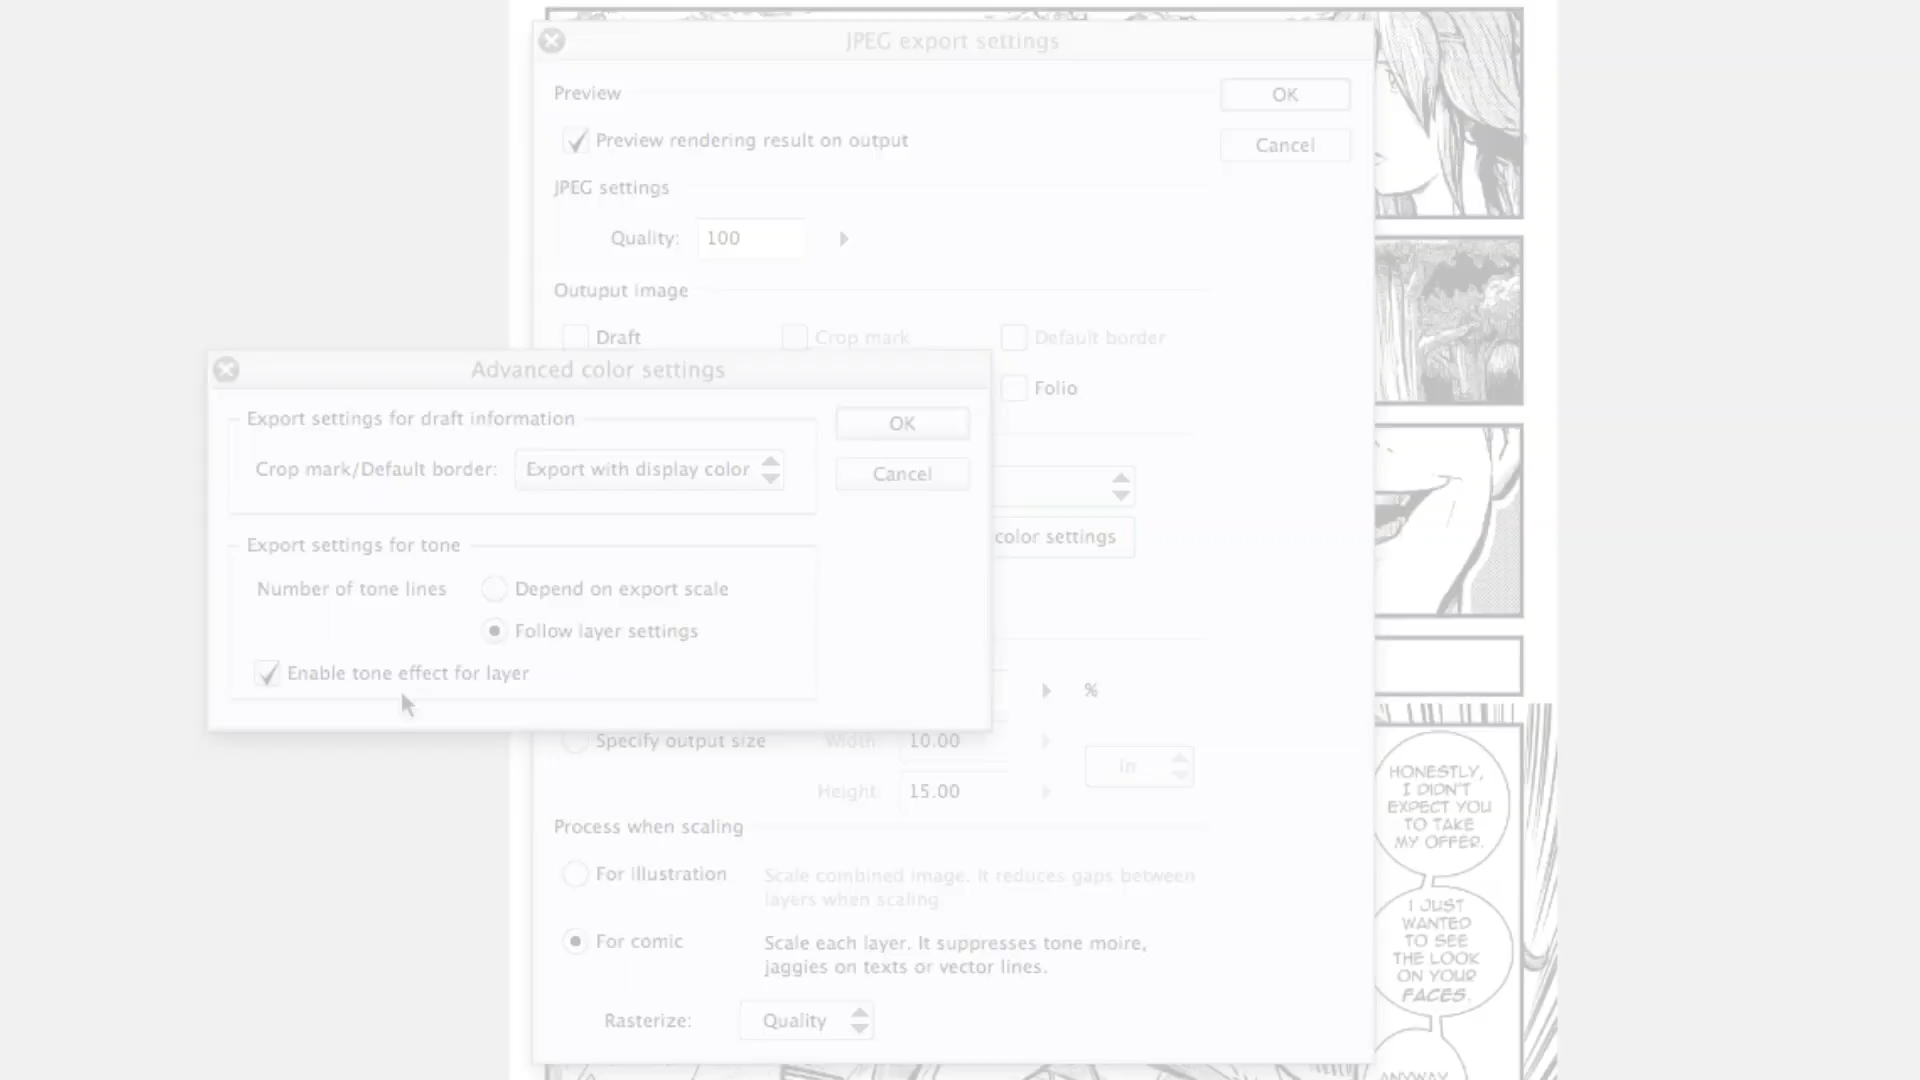 JPEG export settings
Preview
OK
Preview rendering result on output
Cancel
JPEG settings
Quality: 100
Outuput image
Draft Crop mark Default border
Folio
Advanced color settings
Export settings for draft information
OK
Crop mark/Default border: Export with display color
Cancel
Export settings for tone
Number of tone lines Depend on export scale
Follow layer settings
Enable tone effect for layer
color settings
%
Specify output size Width: 10.00
in
Height: 15.00
Process when scaling
For illustration Scale combined image. It reduces gaps between
layers when scaling
For comic Scale each layer. It suppresses tone moire,
jaggies on texts or vector lines.
Rasterize: Quality
HONESTLY,
I DIDN'T
EXPECT YOU
TO TAKE
MY OFFER.
I JUST
WANTED
TO SEE
THE LOOK
ON YOUR
FACES.
ANYWAY